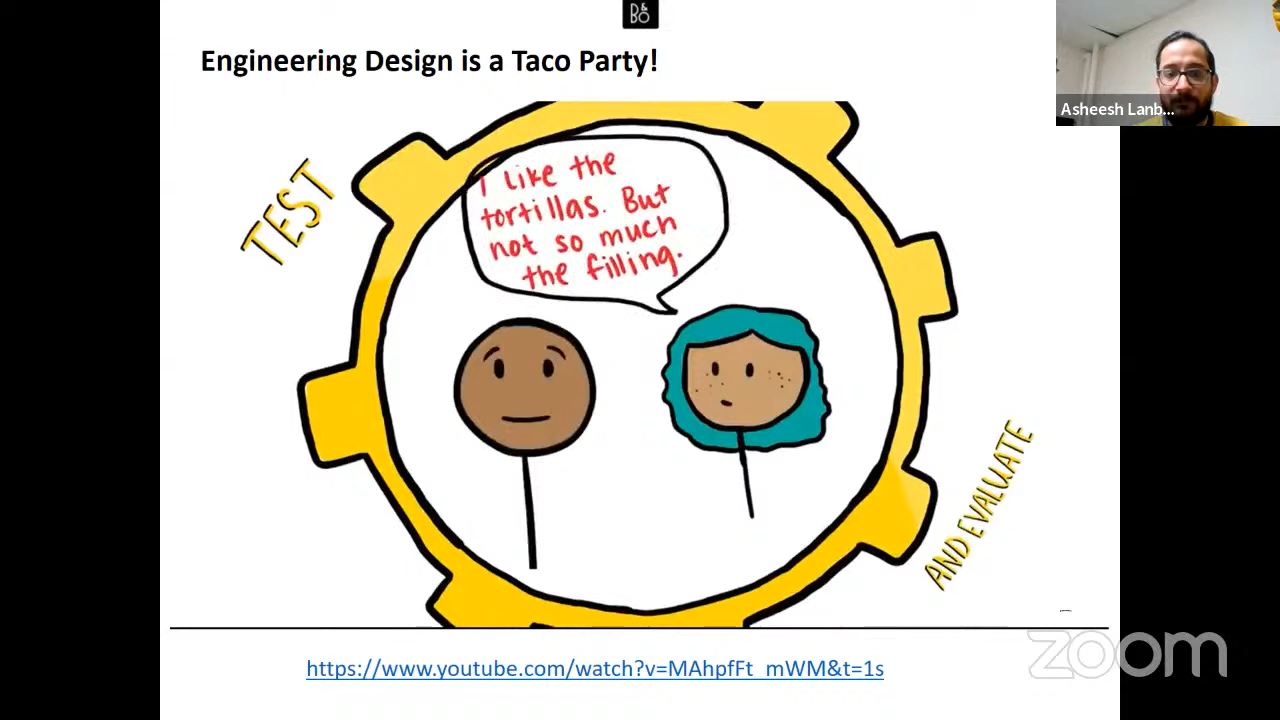 B&O
Engineering Design is a Taco Party!
Asheesh Lanb...
TEST
I like the
tortillas. But
not so much
the filling.
AND EVALUATE
zoom
https://www.youtube.com/watch?v=MAhpfFt_mWM&t=1s